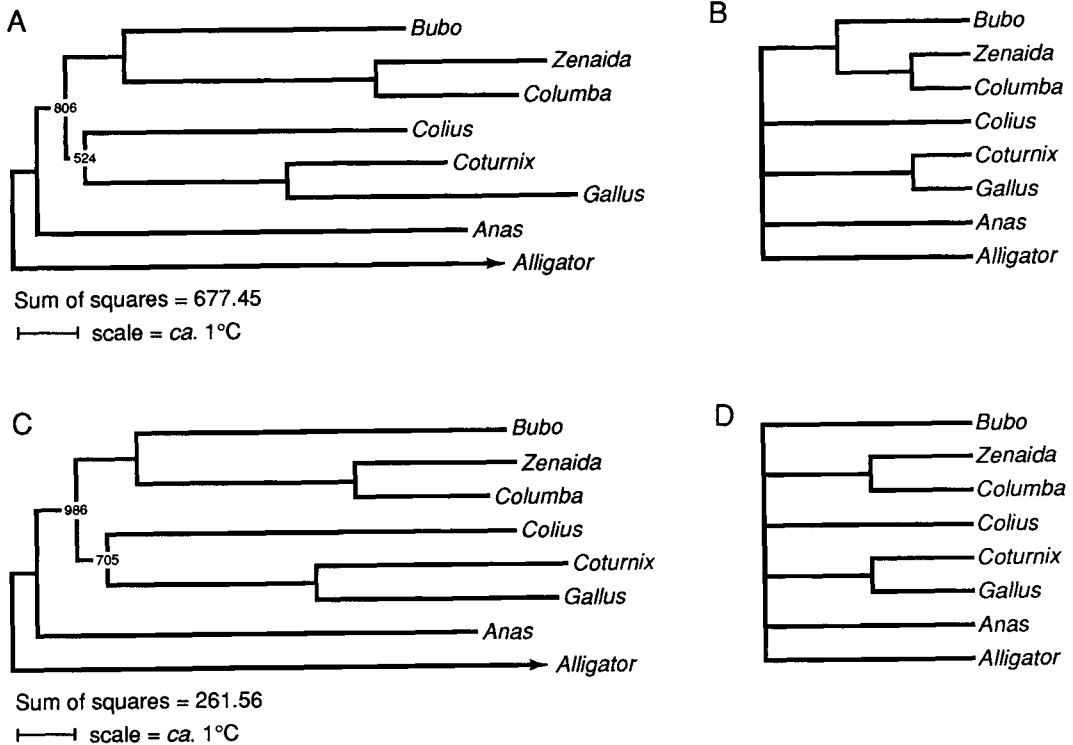 A
Bubo
Zenaida
Columba
806
Colius
524
Coturnix
Gallus
Anas
Alligator
Sum of squares = 677.45
scale = ca. 1°C
B
Bubo
Zenaida
Columba
Colius
Coturnix
Gallus
Anas
Alligator
C
Bubo
Zenaida
Columba
986
Colius
705
Coturnix
Gallus
Anas
Alligator
Sum of squares = 261.56
scale = ca. 1°C
D
Bubo
Zenaida
Columba
Colius
Coturnix
Gallus
Anas
Alligator